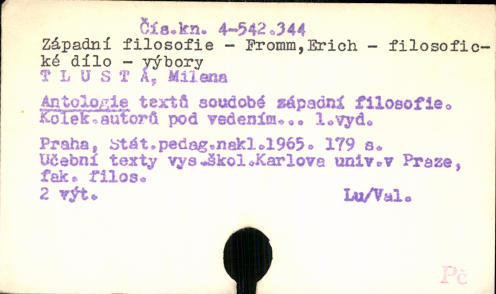 Čís.kn. 4-542.344
Západní filosofie - Fromm,Erich - filosofic-
ké dílo - výbory
T L U S T Á, Milena
Antologie textů soudobé západní filosofie.
Kolek.autorů pod vedením... 1.vyd.
Praha, Stát.pedag.nakl.1965. 179 s.
Učební texty vys.škol.Karlova univ.v Praze,
fak. filos.
2 výt. Lu/Val.
Pč